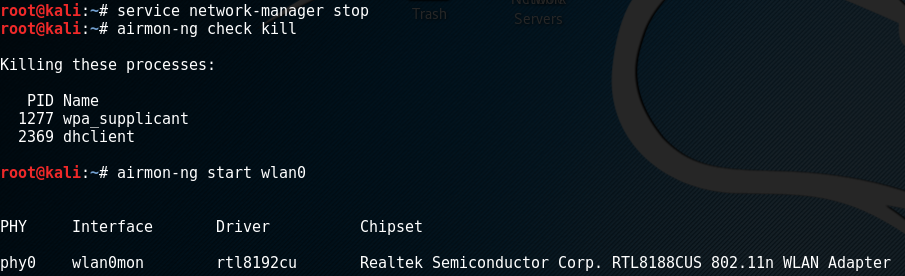 root@kali:~# service network-manager stop
root@kali:~# airmon-ng check kill
Trash
Network
Servers
Killing these processes:
PID Name
1277 wpa_supplicant
2369 dhclient
root@kali:~# airmon-ng start wlan0
PHY Interface Driver Chipset
phy0 wlan0mon rtl8192cu Realtek Semiconductor Corp. RTL8188CUS 802.11n WLAN Adapter